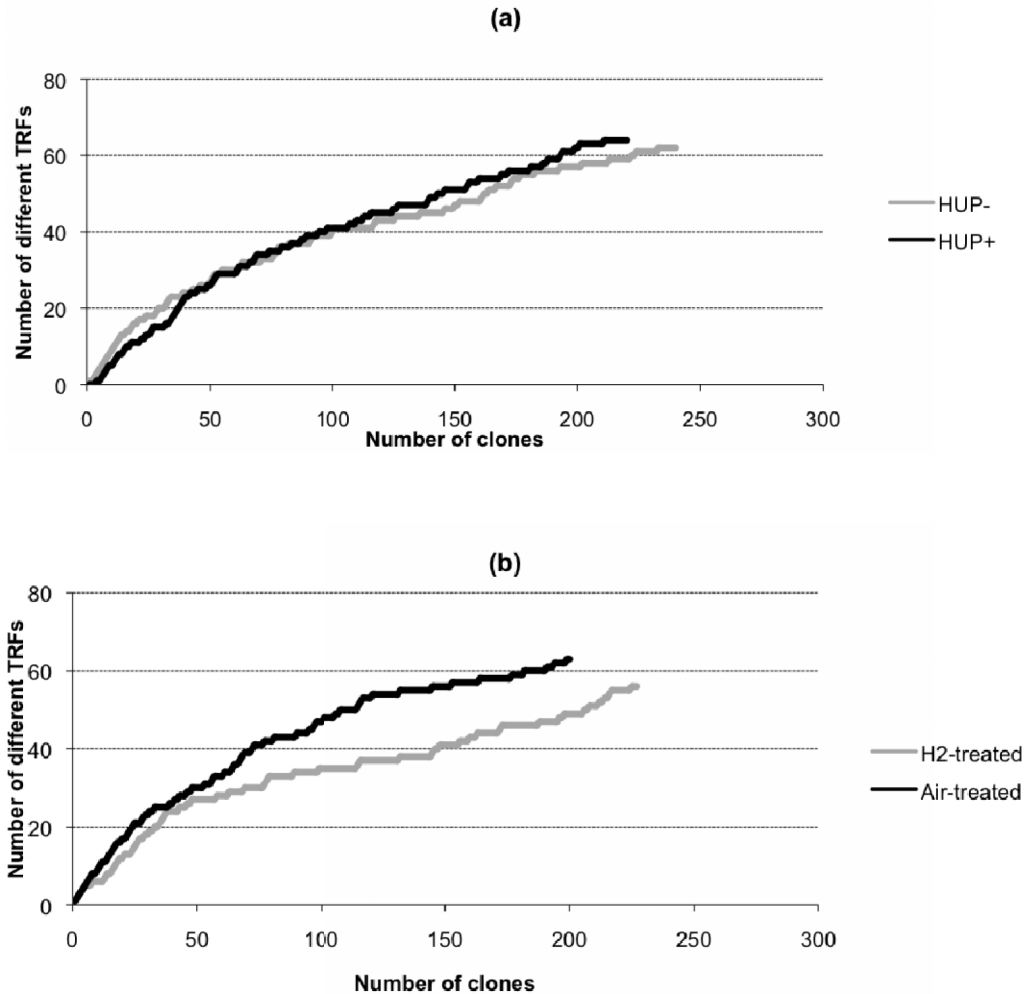 (a)
Number of different TRFs
80
60
40
20
0
0 50 100 150 200 250 300
Number of clones
HUP-
HUP+
(b)
Number of different TRFs
80
60
40
20
0
0 50 100 150 200 250 300
Number of clones
H2-treated
Air-treated